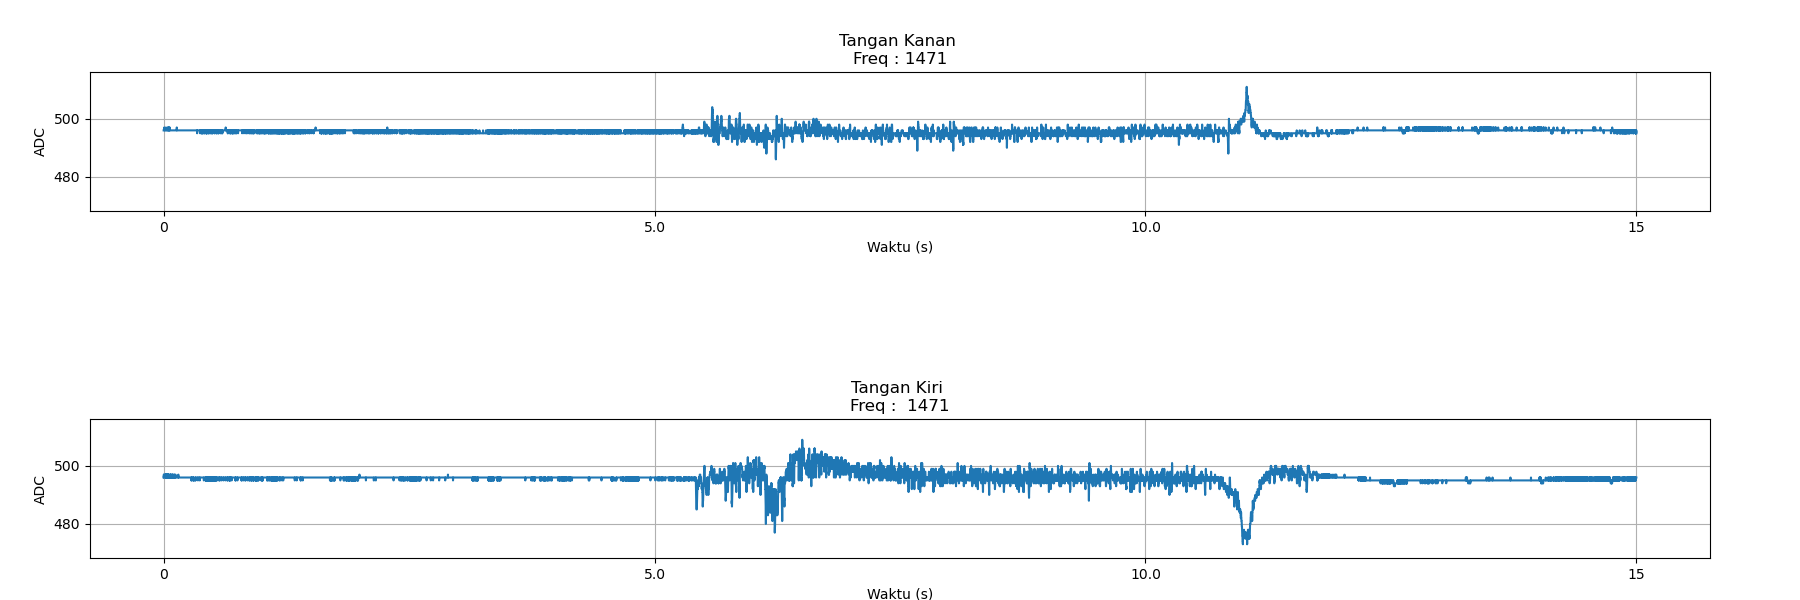 Tangan Kanan
Freq : 1471
ADC
500
480
0 5.0 10.0 15
Waktu (s)
Tangan Kiri
Freq :  1471
ADC
500
480
0 5.0 10.0 15
Waktu (s)